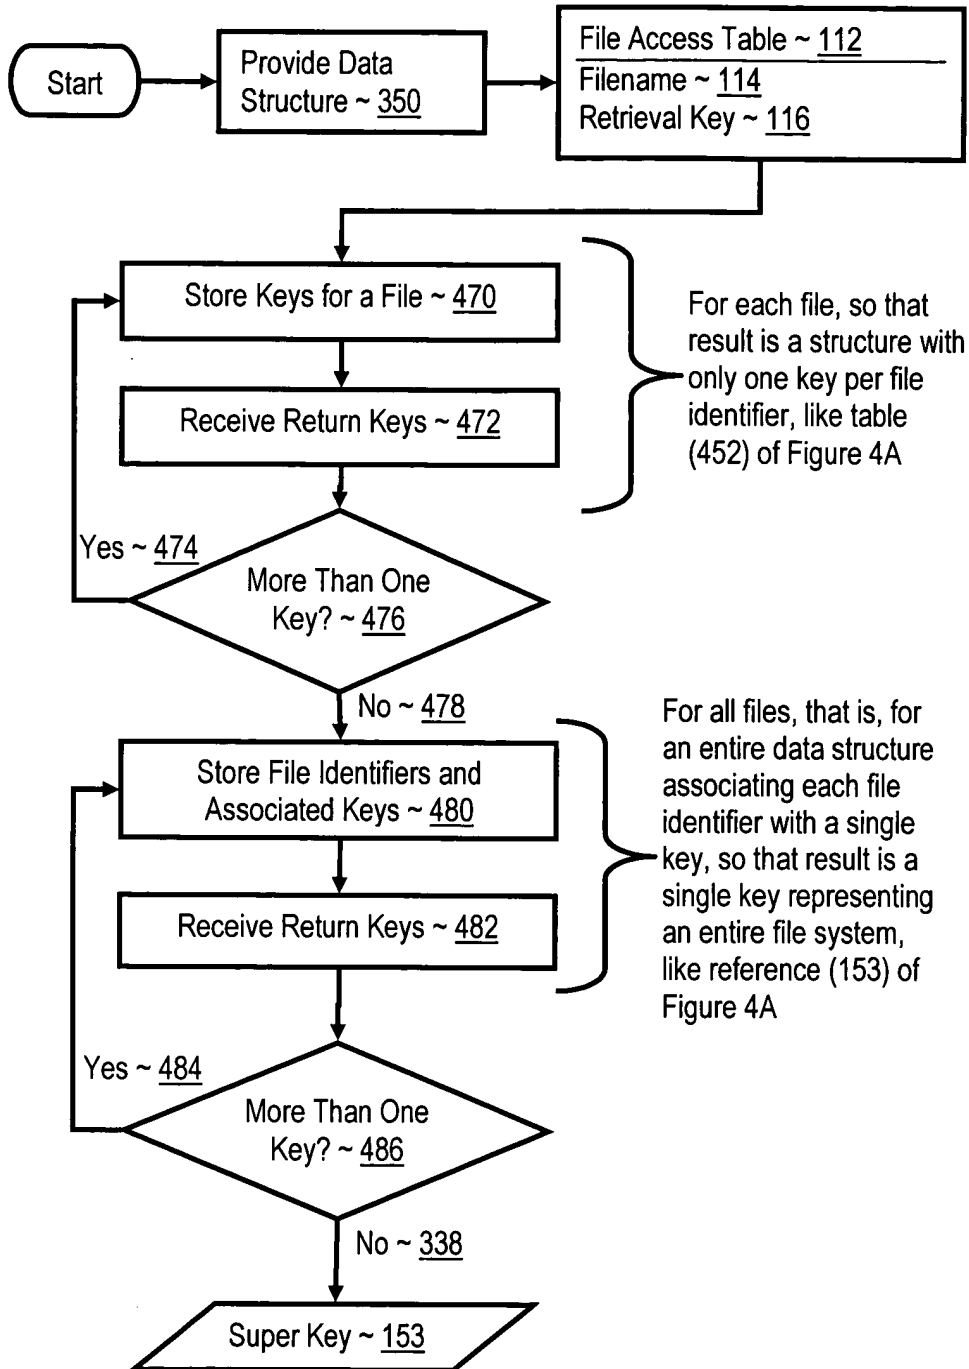 Start
Provide Data
Structure ~ 350
File Access Table ~ 112
Filename ~ 114
Retrieval Key ~ 116
Store Keys for a File ~ 470
Receive Return Keys ~ 472
For each file, so that
result is a structure with
only one key per file
identifier, like table
(452) of Figure 4A
Yes ~ 474
More Than One
Key? ~ 476
No ~ 478
Store File Identifiers and
Associated Keys ~ 480
Receive Return Keys ~ 482
For all files, that is, for
an entire data structure
associating each file
identifier with a single
key, so that result is a
single key representing
an entire file system,
like reference (153) of
Figure 4A
Yes ~ 484
More Than One
Key? ~ 486
No ~ 338
Super Key ~ 153